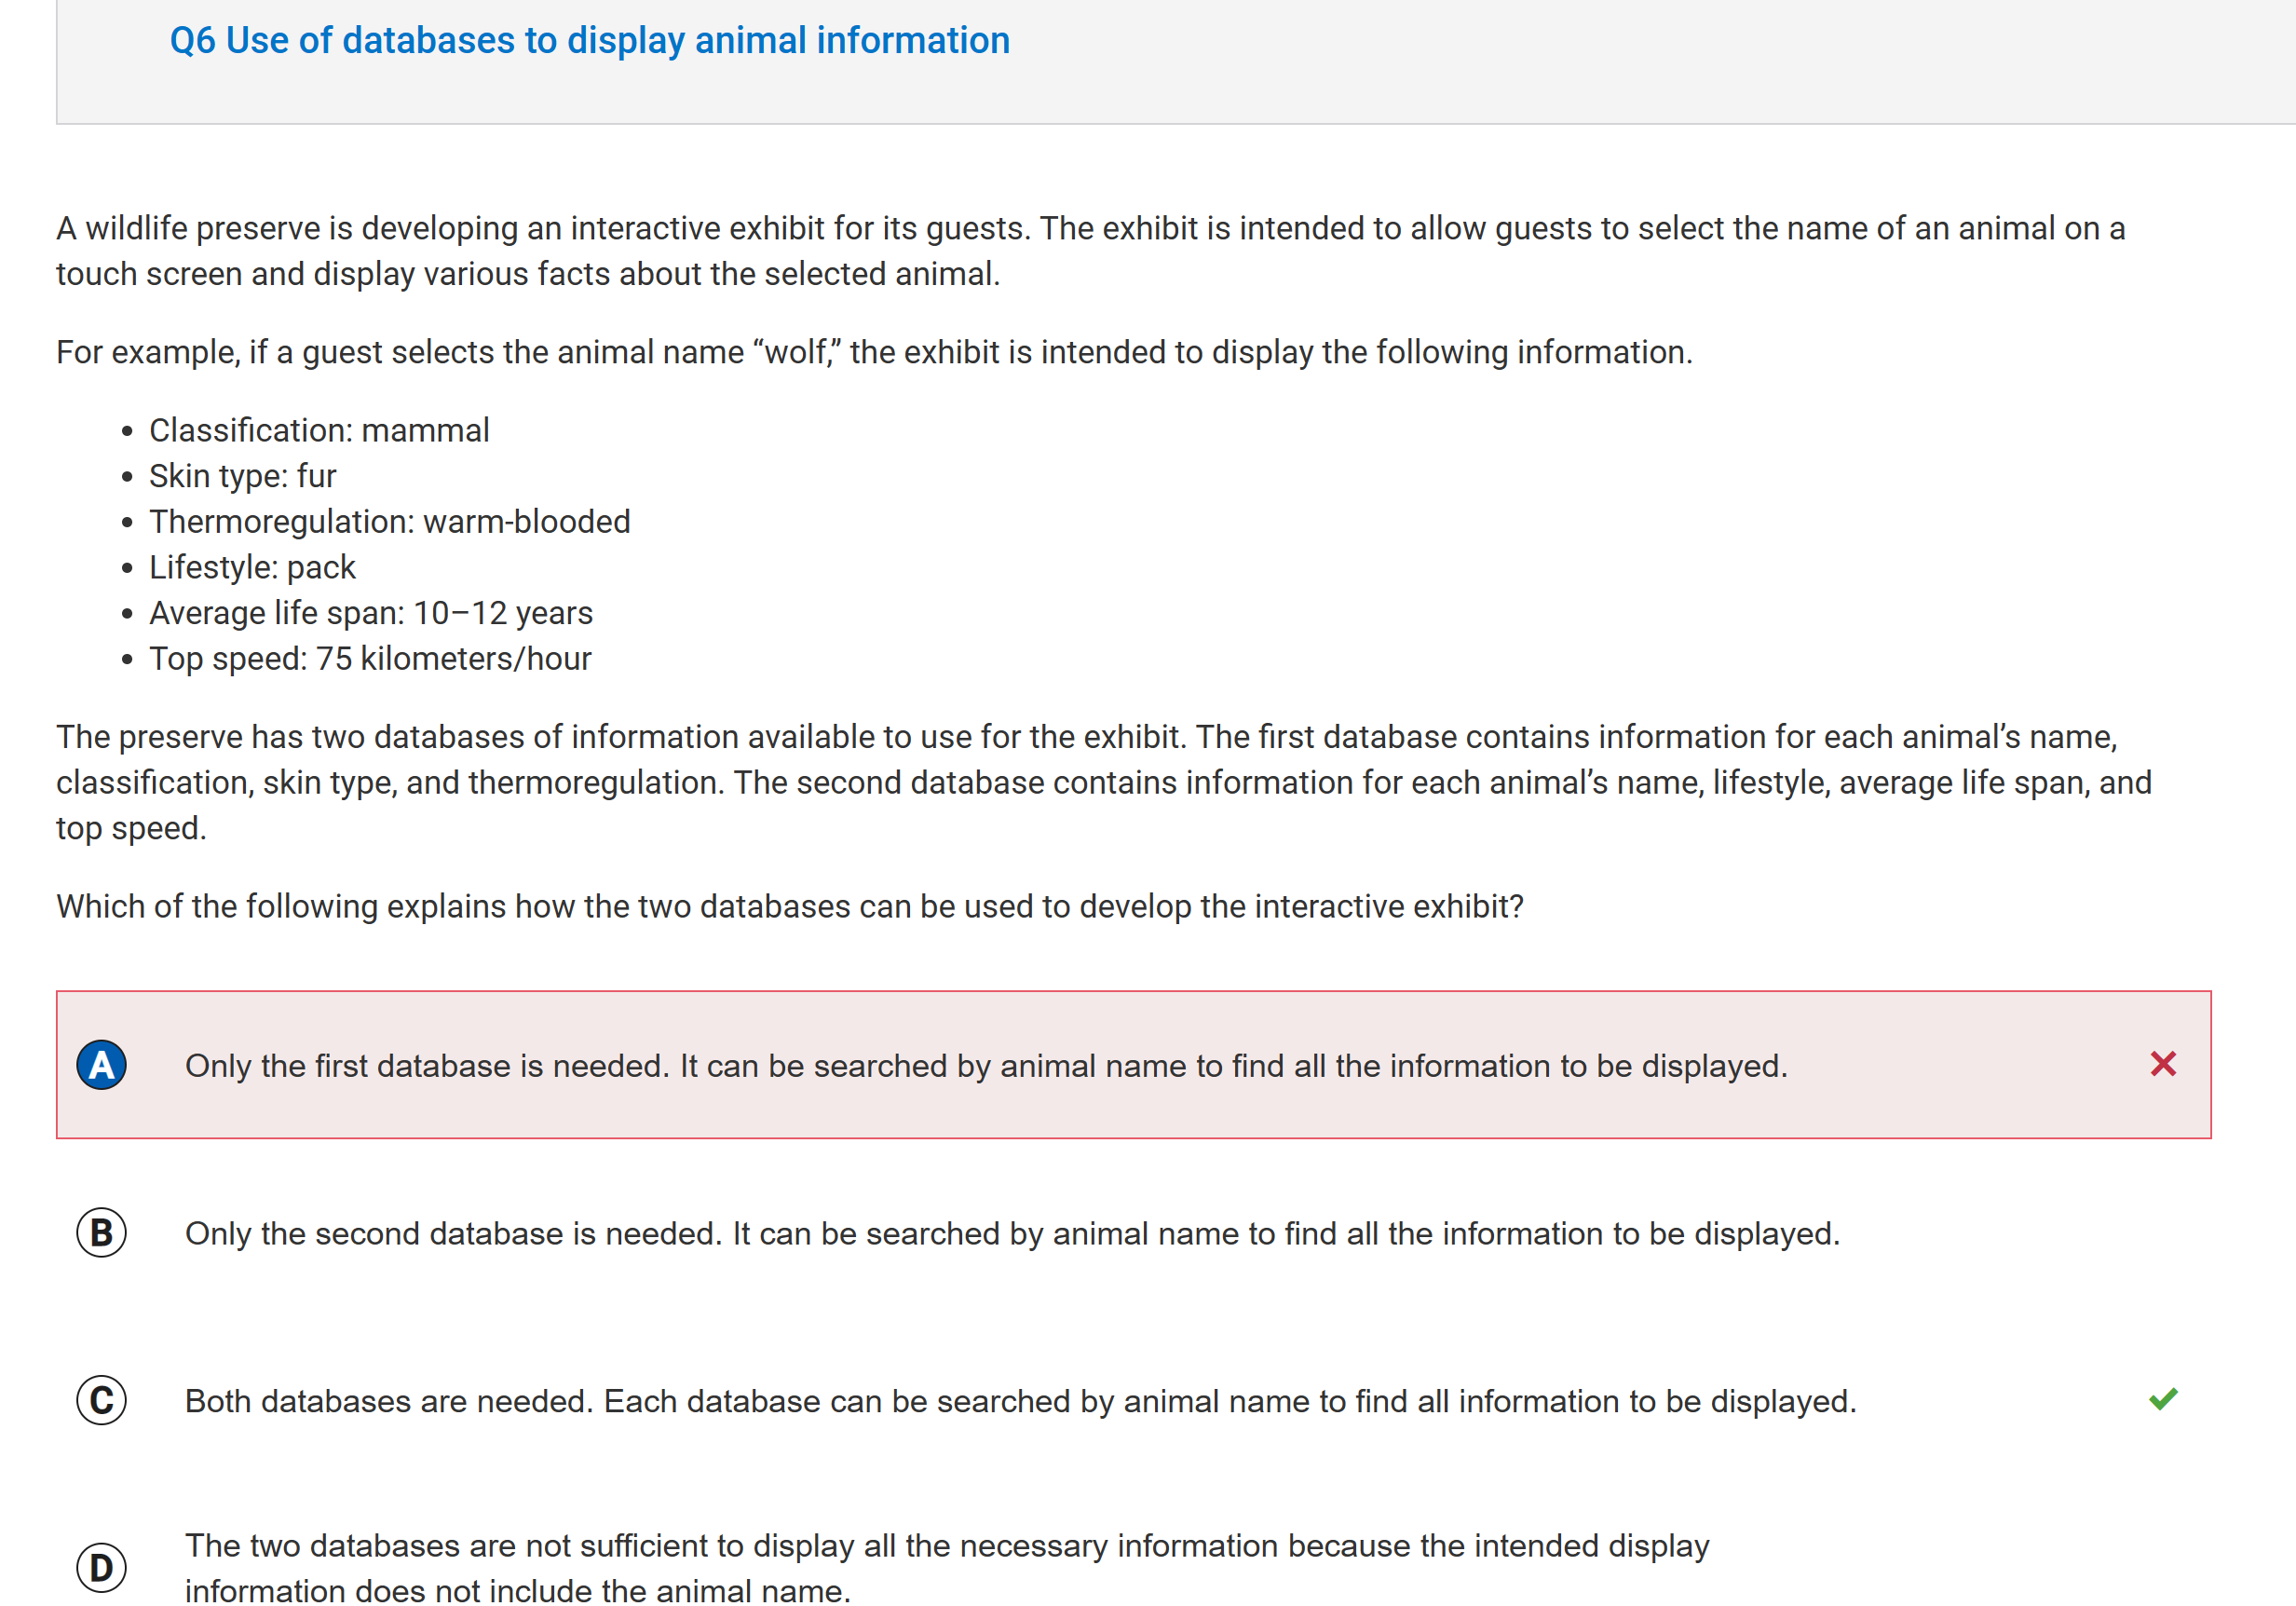 Q6 Use of databases to display animal information
A wildlife preserve is developing an interactive exhibit for its guests. The exhibit is intended to allow guests to select the name of an animal on a
touch screen and display various facts about the selected animal.
For example, if a guest selects the animal name “wolf,” the exhibit is intended to display the following information.
• Classification: mammal
• Skin type: fur
• Thermoregulation: warm-blooded
• Lifestyle: pack
• Average life span: 10–12 years
• Top speed: 75 kilometers/hour
The preserve has two databases of information available to use for the exhibit. The first database contains information for each animal’s name,
classification, skin type, and thermoregulation. The second database contains information for each animal’s name, lifestyle, average life span, and
top speed.
Which of the following explains how the two databases can be used to develop the interactive exhibit?
A Only the first database is needed. It can be searched by animal name to find all the information to be displayed.
B Only the second database is needed. It can be searched by animal name to find all the information to be displayed.
C Both databases are needed. Each database can be searched by animal name to find all information to be displayed.
D The two databases are not sufficient to display all the necessary information because the intended display
information does not include the animal name.